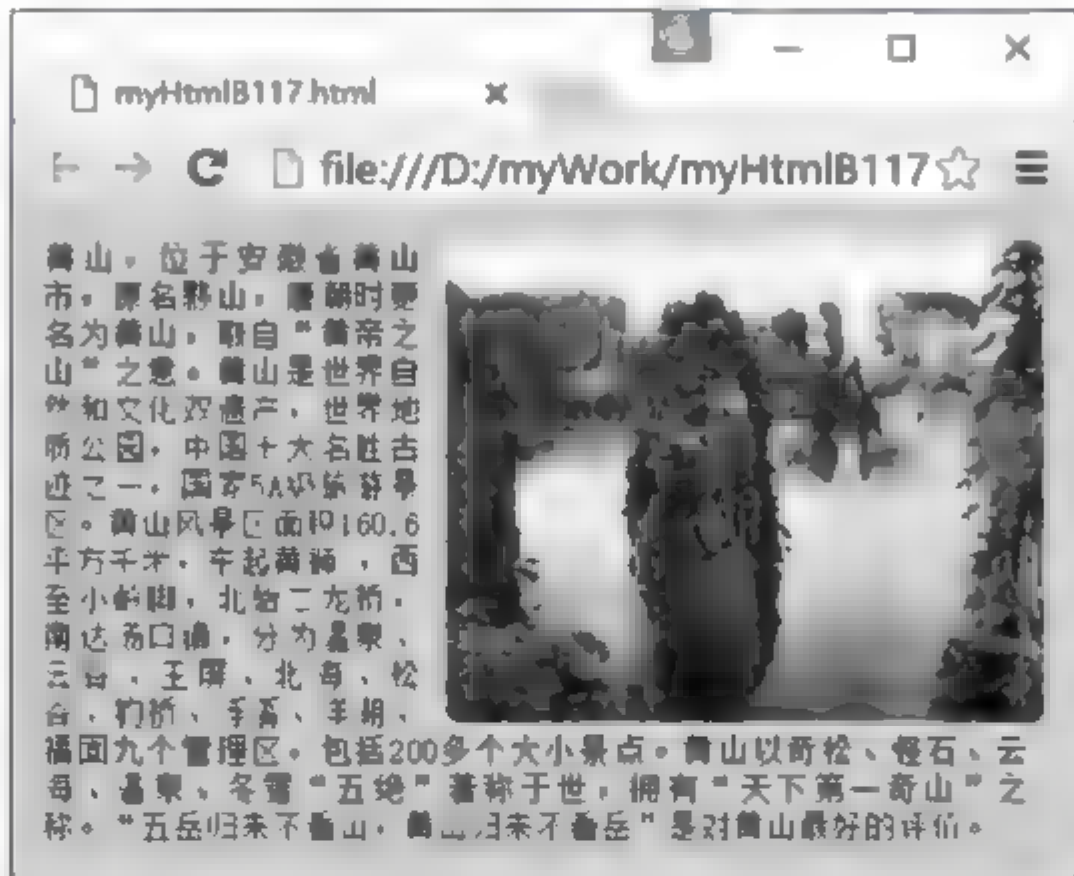 myHtmlB117.html
file:///D:/myWork/myHtmlB117
黄山，位于安徽省黄山
市，原名黟山，唐朝时更
名为黄山，取自“黄帝之
山”之意。黄山是世界自
然和文化双遗产，世界地
质公园，中国十大名胜古
迹之一，国家5A级旅游景
区。黄山风景区面积160.6
平方千米，东起黄狮，西
至小岭脚，北始二龙桥，
南达汤口镇，分为温泉、
云谷、玉屏、北海、松
谷、钓桥、
福固九个管理区，包括200多个大小景点。黄山以奇松、怪石、云
海、温泉、冬雪“五绝”著称于世，拥有“天下第一奇山”之
称。“五岳归来不看山，黄山归来不看岳”是对黄山最好的评价。